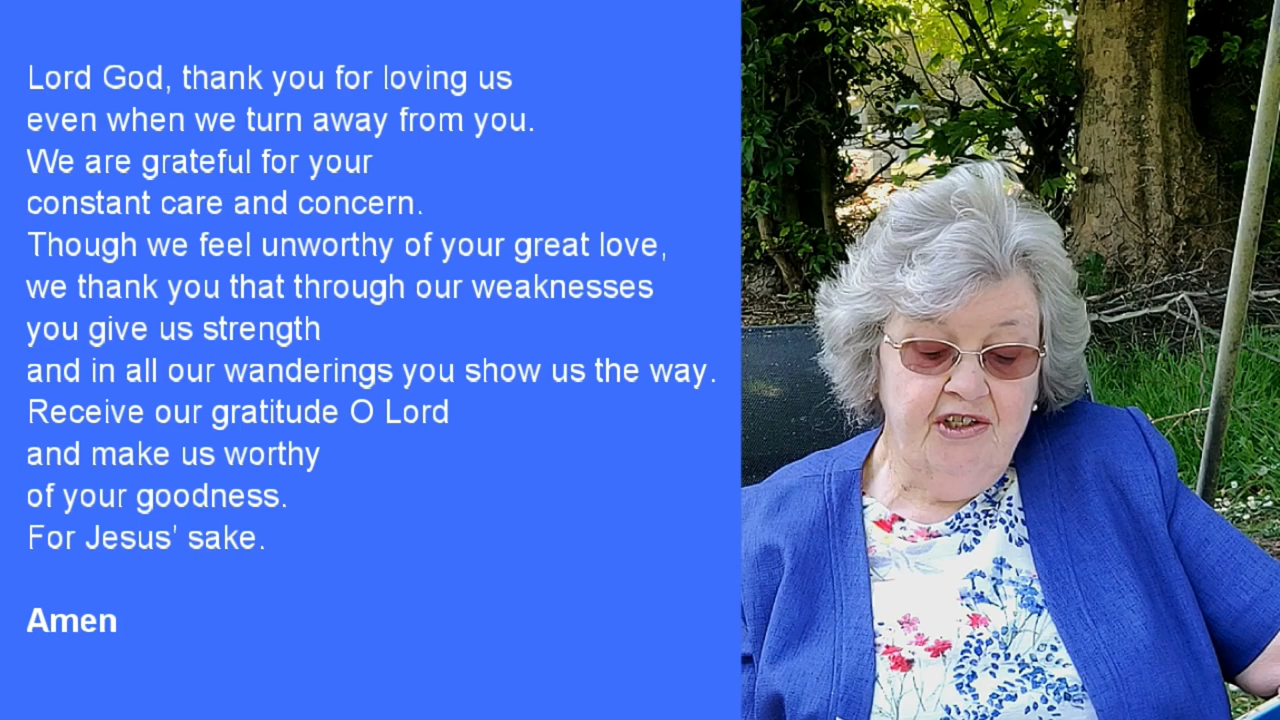 Lord God, thank you for loving us
even when we turn away from you.
We are grateful for your
constant care and concern.
Though we feel unworthy of your great love,
we thank you that through our weaknesses
you give us strength
and in all our wanderings you show us the way.
Receive our gratitude O Lord
and make us worthy
of your goodness.
For Jesus' sake.
Amen